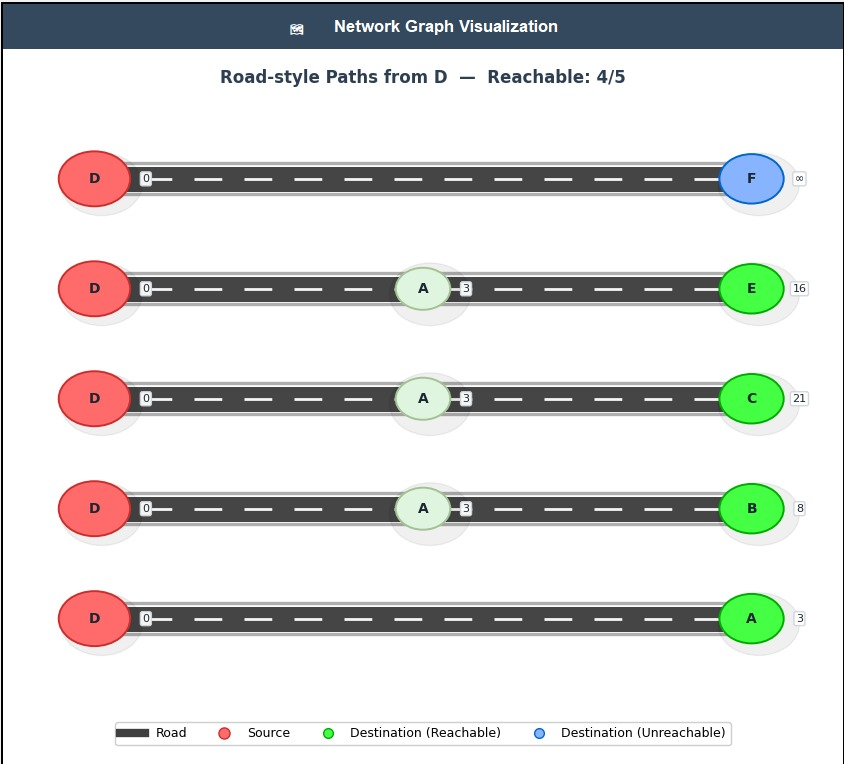 Network Graph Visualization
Road-style Paths from D — Reachable: 4/5
D 0 F ∞
D 0 A 3 E 16
D 0 A 3 C 21
D 0 A 3 B 8
D 0 A 3
Road Source Destination (Reachable) Destination (Unreachable)